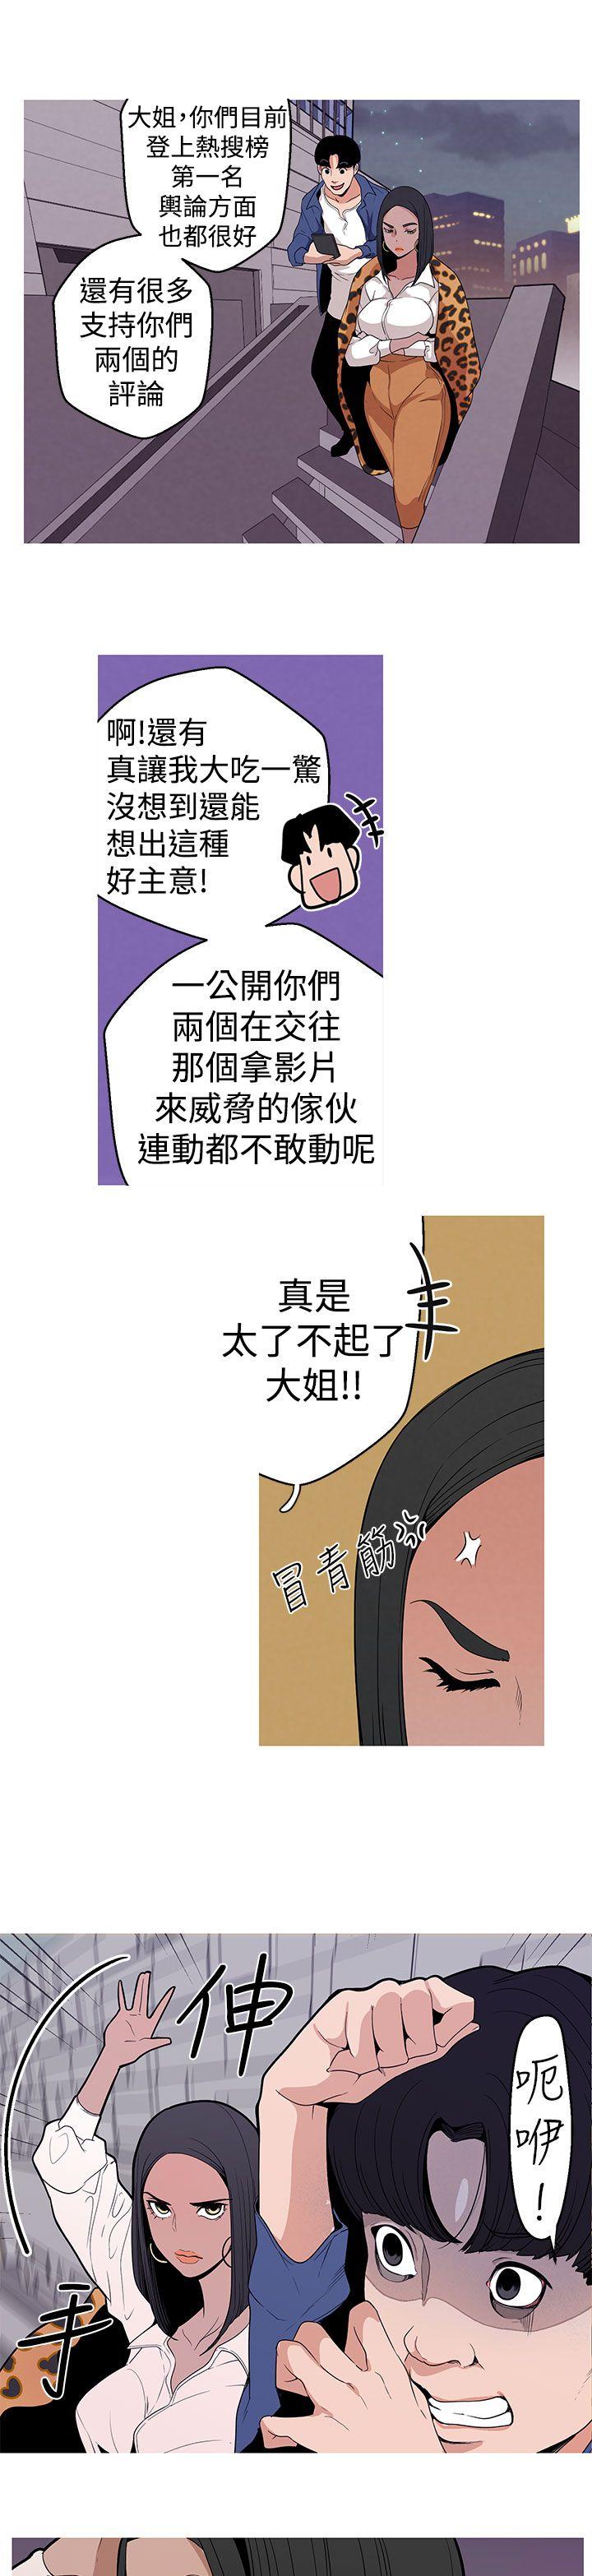 大姐，你們目前
登上熱搜榜
第一名
輿論方面
也都很好
還有很多
支持你們
兩個的
評論
啊!還有
真讓我大吃一驚
沒想到還能
想出這種
好主意!
一公開你們
兩個在交往
那個拿影片
來威脅的傢伙
連動都不敢動呢
真是
太了不起了
大姐!!
冒青筋
伸
手
呃咿!